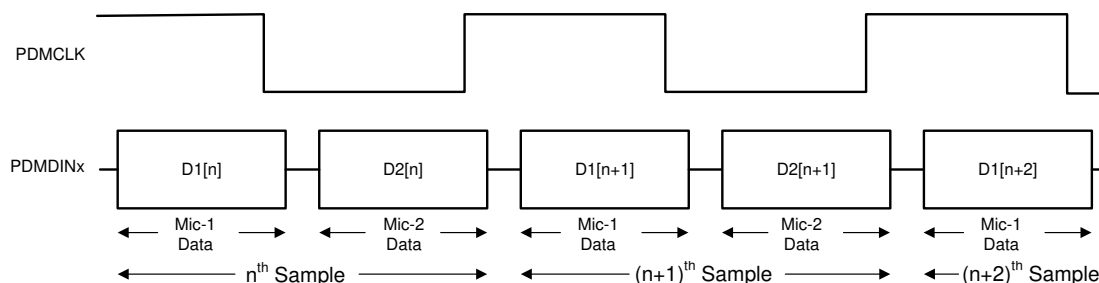 PDMCLK
PDMDINx
D1[n] D2[n] D1[n+1] D2[n+1] D1[n+2]
Mic-1 Mic-2 Mic-1 Mic-2 Mic-1
Data Data Data Data Data
nth Sample (n+1)th Sample (n+2)th Sample